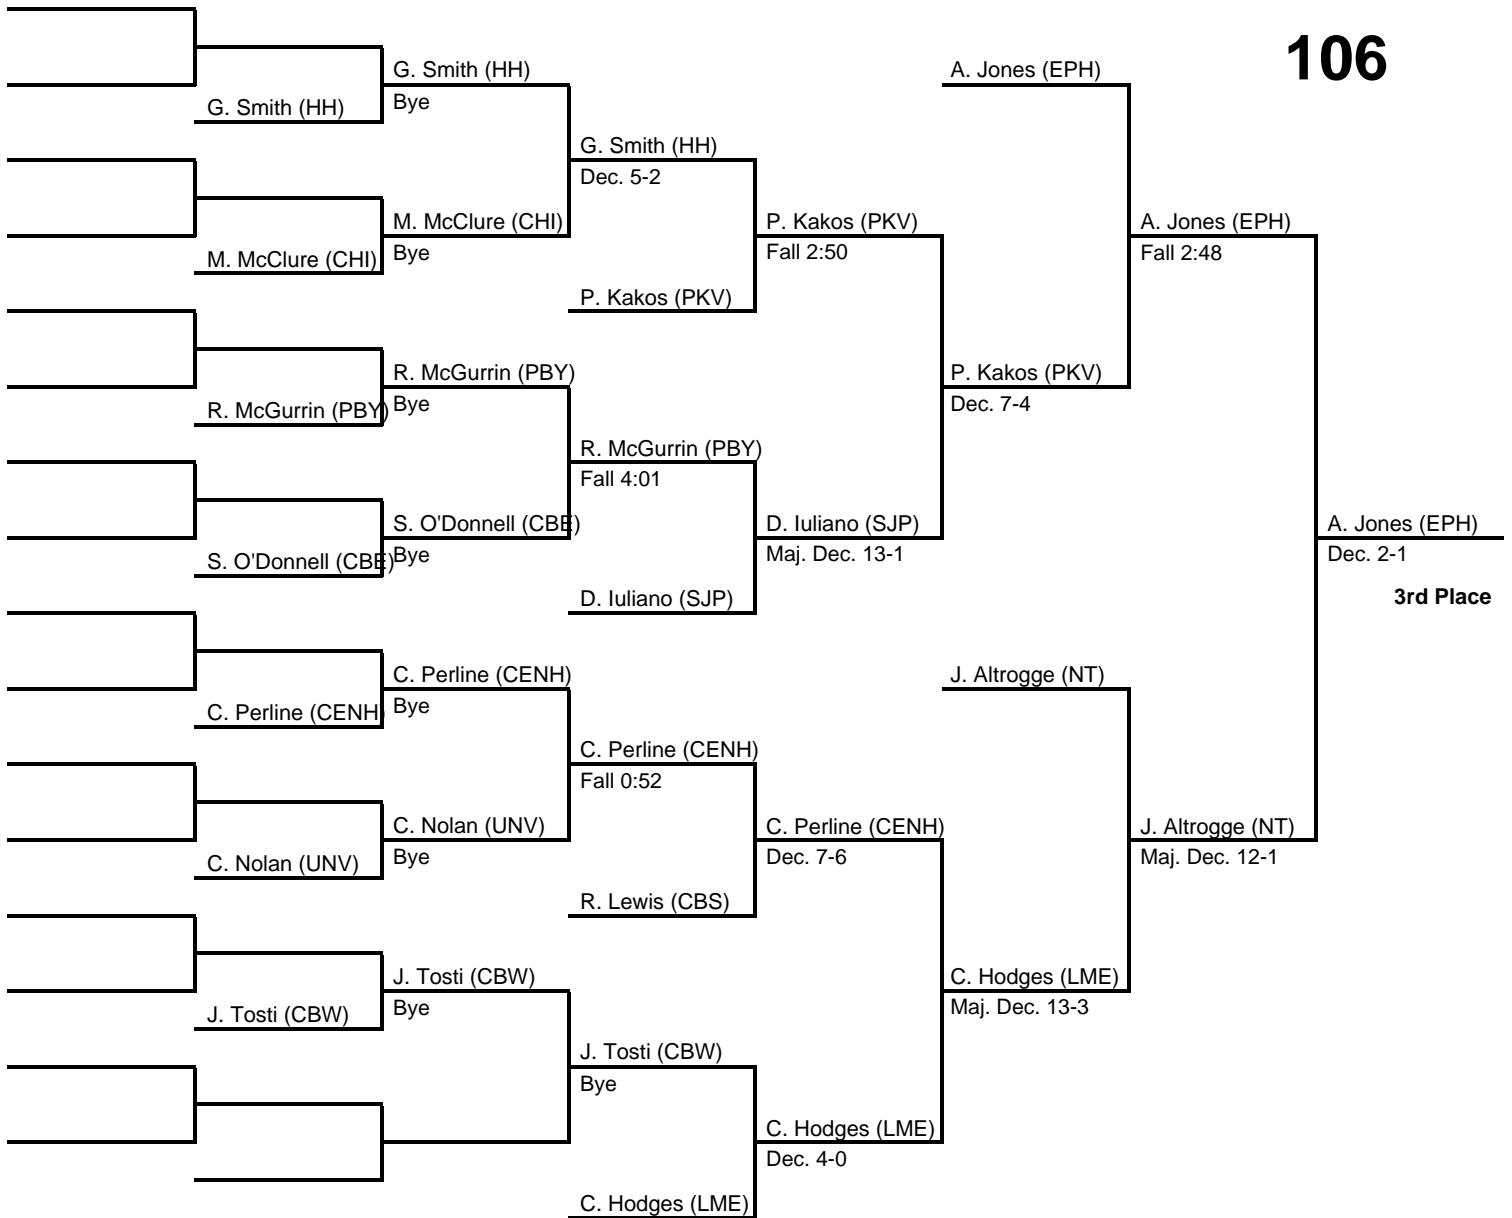 106
G. Smith (HH)
G. Smith (HH)
Bye
M. McClure (CHI)
M. McClure (CHI)
Bye
G. Smith (HH)
Dec. 5-2
P. Kakos (PKV)
P. Kakos (PKV)
Fall 2:50
R. McGurrin (PBY)
R. McGurrin (PBY)
Bye
S. O'Donnell (CBE)
S. O'Donnell (CBE)
Bye
R. McGurrin (PBY)
Fall 4:01
D. Iuliano (SJP)
D. Iuliano (SJP)
Maj. Dec. 13-1
P. Kakos (PKV)
Dec. 7-4
A. Jones (EPH)
A. Jones (EPH)
Fall 2:48
C. Perline (CENH)
C. Perline (CENH)
Bye
C. Nolan (UNV)
C. Nolan (UNV)
Bye
C. Perline (CENH)
Fall 0:52
R. Lewis (CBS)
C. Perline (CENH)
Dec. 7-6
J. Tosti (CBW)
J. Tosti (CBW)
Bye
J. Tosti (CBW)
Bye
C. Hodges (LME)
C. Hodges (LME)
Dec. 4-0
C. Hodges (LME)
Maj. Dec. 13-3
J. Altrogge (NT)
J. Altrogge (NT)
Maj. Dec. 12-1
A. Jones (EPH)
Dec. 2-1
3rd Place